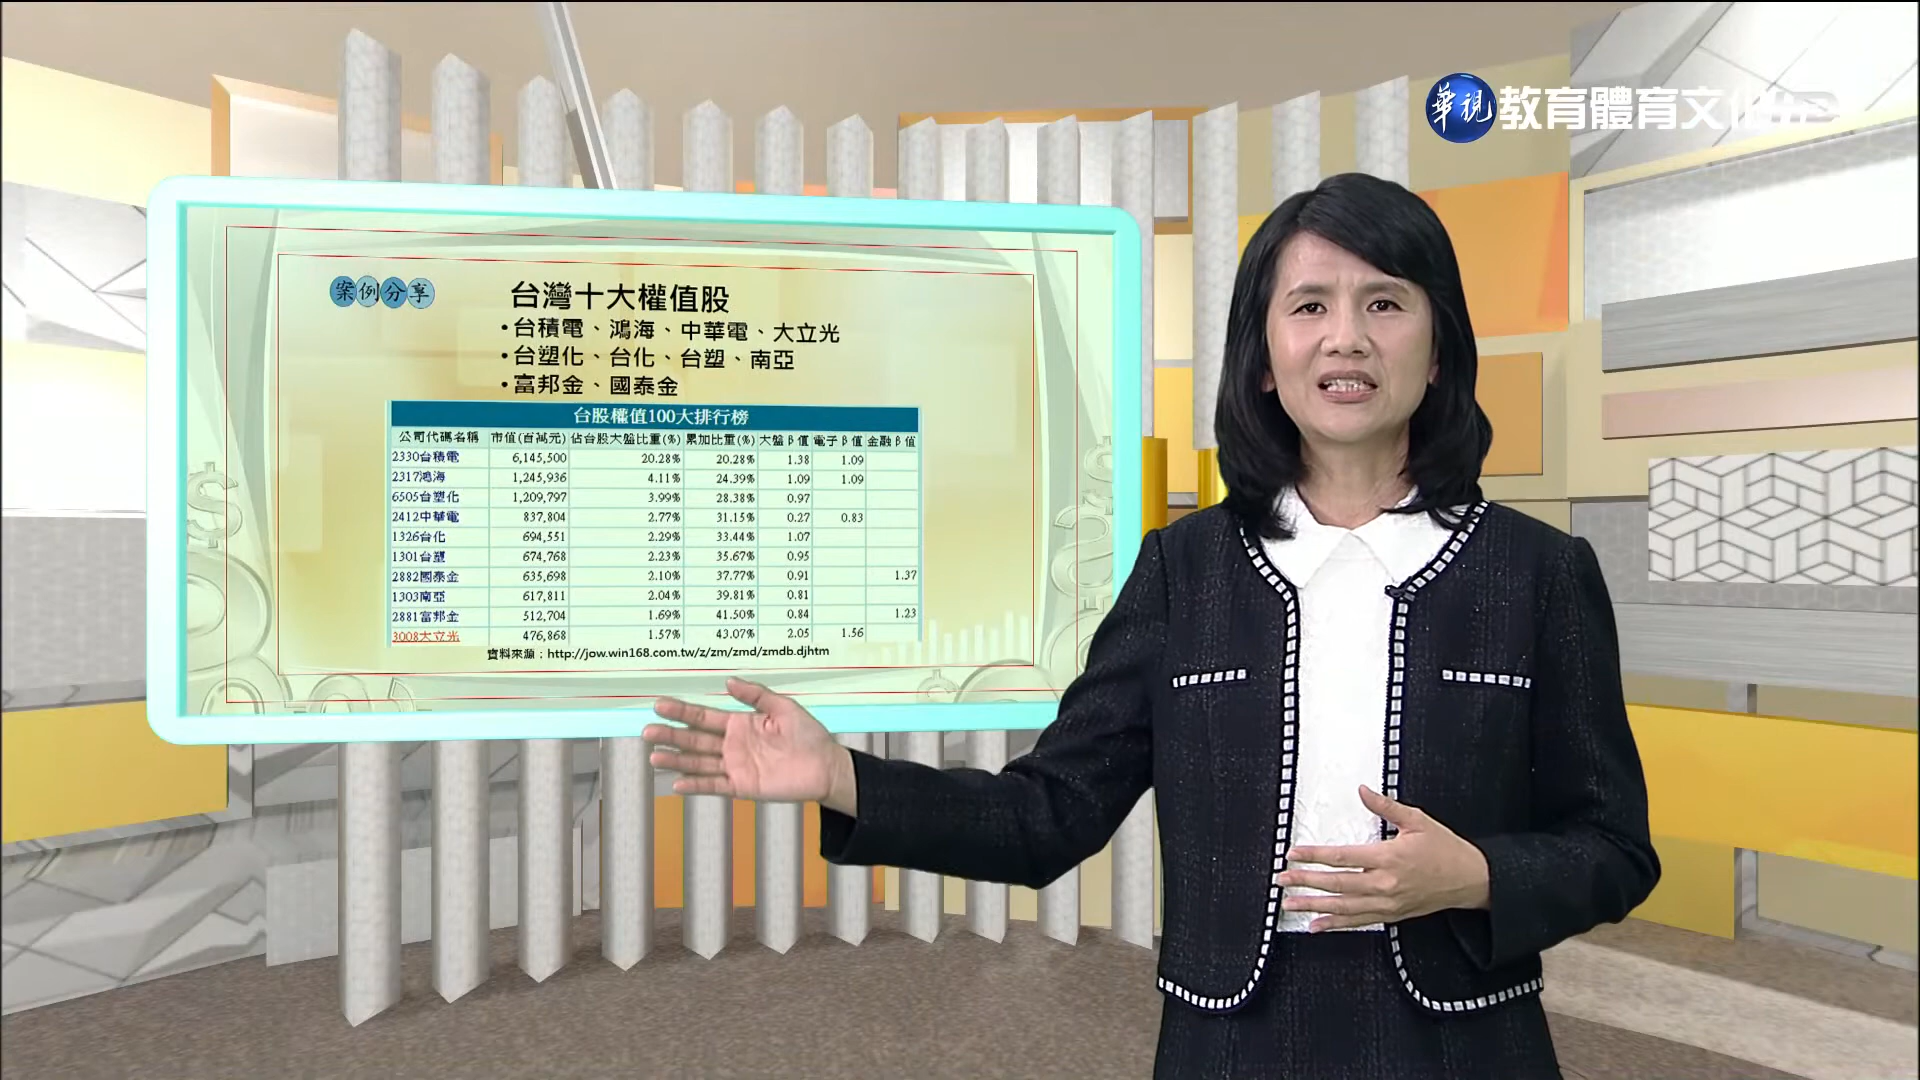 華視 教育體育文化
案例分享
台灣十大權值股
•台積電、鴻海、中華電、大立光
•台塑化、台化、台塑、南亞
•富邦金、國泰金
台股權值100大排行榜
公司代碼名稱 市值(百萬元) 佔台股大盤比重(%) 累加比重(%) 大盤β值 電子β值 金融β值
2330台積電 6,145,500 20.28% 20.28% 1.38 1.09
2317鴻海 1,245,936 4.11% 24.39% 1.09 1.09
6505台塑化 1,209,797 3.99% 28.38% 0.97
2412中華電 837,804 2.77% 31.15% 0.27 0.83
1326台化 694,551 2.29% 33.44% 1.07
1301台塑 674,768 2.23% 35.67% 0.95
2882國泰金 635,698 2.10% 37.77% 0.91 1.37
1303南亞 617,811 2.04% 39.81% 0.81
2881富邦金 512,704 1.69% 41.50% 0.84 1.23
3008大立光 476,868 1.57% 43.07% 2.05 1.56
資料來源：http://jow.win168.com.tw/z/zm/zmd/zmdb.djhtm